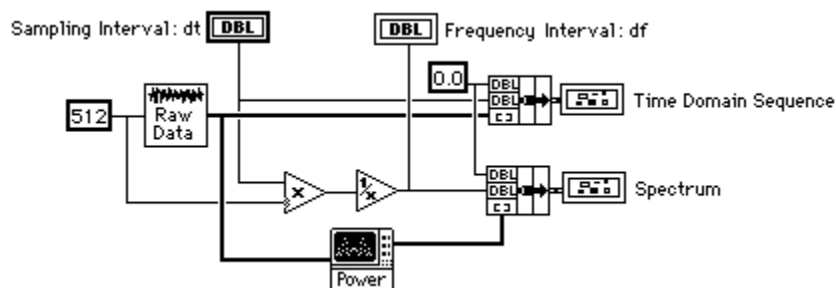 Sampling Interval: dt DBL
DBL Frequency Interval: df
0.0
DBL
DBL
Time Domain Sequence
512
Raw
Data
x
1/x
DBL
DBL
Spectrum
Power